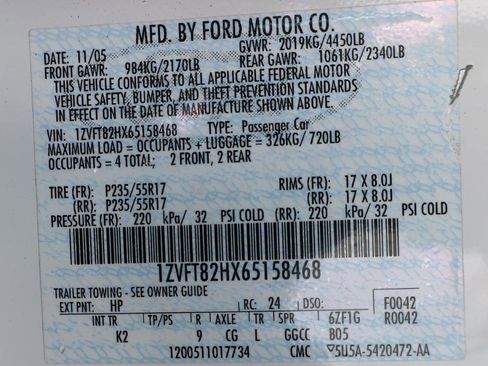 MFD. BY FORD MOTOR CO.
DATE: 11/05 GVWR: 2019KG/4450LB
FRONT GAWR: 984KG/2170LB REAR GAWR: 1061KG/2340LB
THIS VEHICLE CONFORMS TO ALL APPLICABLE FEDERAL MOTOR
VEHICLE SAFETY, BUMPER, AND THEFT PREVENTION STANDARDS
IN EFFECT ON THE DATE OF MANUFACTURE SHOWN ABOVE.
VIN: 1ZVFT82HX65158468 TYPE: Passenger Car
MAXIMUM LOAD = OCCUPANTS + LUGGAGE = 326KG/720LB
OCCUPANTS = 4 TOTAL; 2 FRONT, 2 REAR
TIRE (FR): P235/55R17 RIMS (FR): 17 X 8.0J
(RR): P235/55R17 (RR): 17 X 8.0J
PRESSURE (FR): 220 kPa/ 32 PSI COLD (RR): 220 kPa/ 32 PSI COLD
1ZVFT82HX65158468
TRAILER TOWING - SEE OWNER GUIDE
EXT PNT: HP RC: 24 DSO: F0042
INT TR TP/PS R AXLE TR SPR 6ZF1G R0042
K2 9 CG L GGCC B05
1200511017734 CMC ▽5U5A-5420472-AA